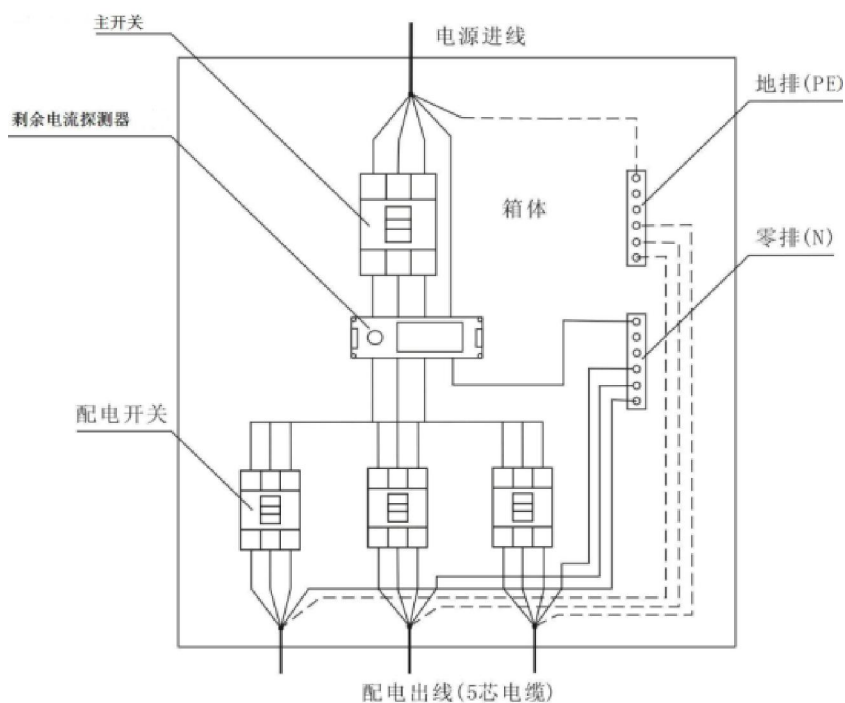 主开关
电源进线
地排(PE)
剩余电流探测器
箱体
零排(N)
配电开关
配电出线(5芯电缆)